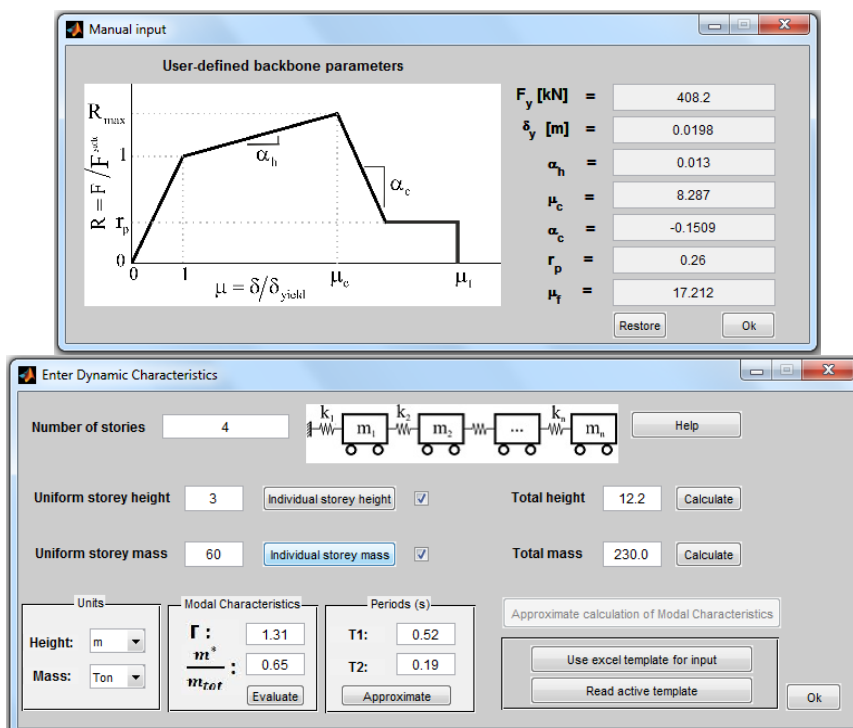 Manual input
User-defined backbone parameters
R = F/F^yield
R_max
1
r_p
0
0
1
μ_c
μ_f
α_h
α_c
μ = δ/δ_yield
F_y [kN] = 408.2
δ_y [m] = 0.0198
α_h = 0.013
μ_c = 8.287
α_c = -0.1509
r_p = 0.26
μ_f = 17.212
Restore
Ok
Enter Dynamic Characteristics
Number of stories 4
k_1 m_1 k_2 m_2 ... k_n m_n
Help
Uniform storey height 3 Individual storey height Total height 12.2 Calculate
Uniform storey mass 60 Individual storey mass Total mass 230.0 Calculate
Units
Height: m
Mass: Ton
Modal Characteristics
Γ : 1.31
m*/m_tot : 0.65
Evaluate
Periods (s)
T1: 0.52
T2: 0.19
Approximate
Approximate calculation of Modal Characteristics
Use excel template for input
Read active template
Ok